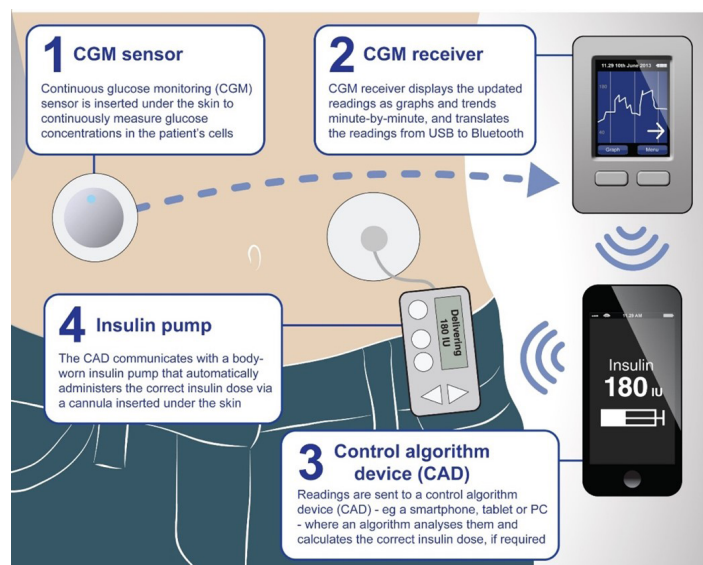 1 CGM sensor
Continuous glucose monitoring (CGM)
sensor is inserted under the skin to
continuously measure glucose
concentrations in the patient's cells
2 CGM receiver
CGM receiver displays the updated
readings as graphs and trends
minute-by-minute, and translates
the readings from USB to Bluetooth
11.29 10th June 2013
Graph Menu
4 Insulin pump
The CAD communicates with a body-
worn insulin pump that automatically
administers the correct insulin dose via
a cannula inserted under the skin
Delivering
180 IU
11.29 AM
Insulin
180 IU
3 Control algorithm
device (CAD)
Readings are sent to a control algorithm
device (CAD) - eg a smartphone, tablet or PC
- where an algorithm analyses them and
calculates the correct insulin dose, if required